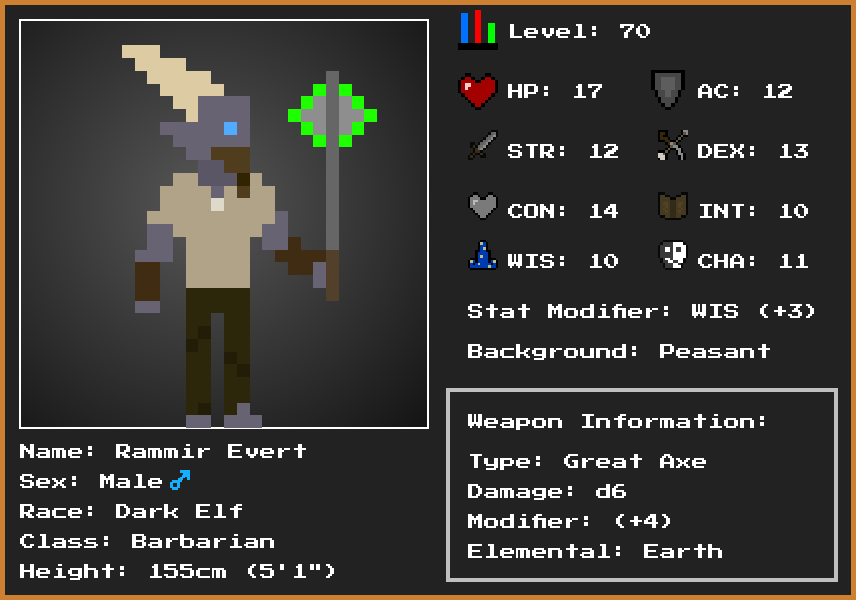 Level: 70
HP: 17
AC: 12
STR: 12
DEX: 13
CON: 14
INT: 10
WIS: 10
CHA: 11
Stat Modifier: WIS (+3)
Background: Peasant
Weapon Information:
Type: Great Axe
Damage: d6
Modifier: (+4)
Elemental: Earth
Name: Rammir Evert
Sex: Male ♂
Race: Dark Elf
Class: Barbarian
Height: 155cm (5'1")